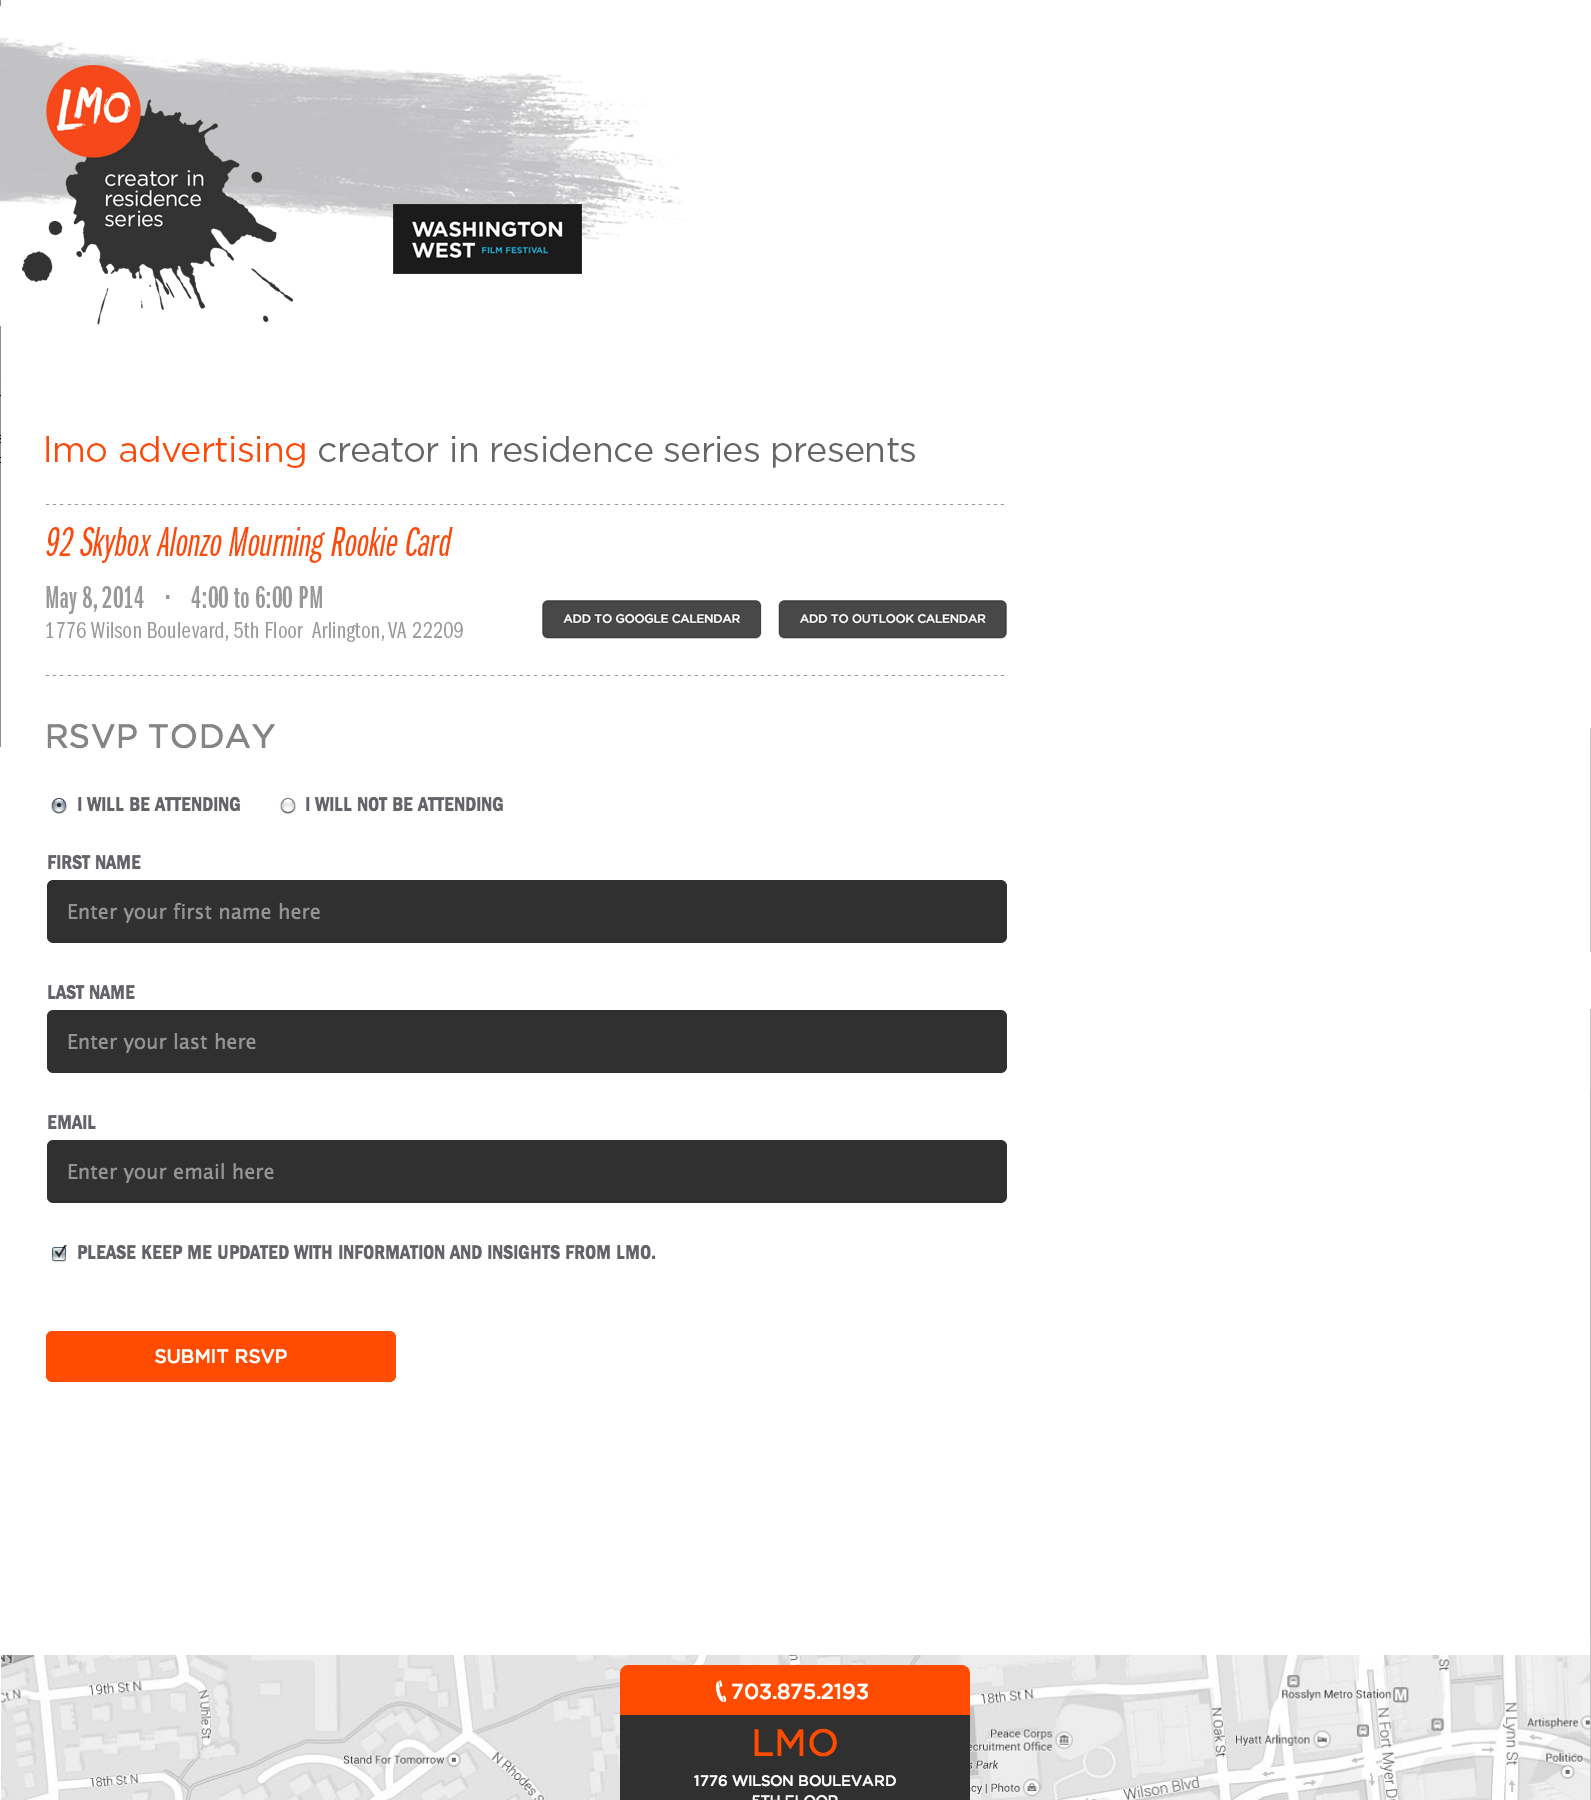 LMO
creator in
residence
series
WASHINGTON
WEST FILM FESTIVAL
lmo advertising creator in residence series presents
92 Skybox Alonzo Mourning Rookie Card
May 8, 2014 · 4:00 to 6:00 PM
1776 Wilson Boulevard, 5th Floor Arlington, VA 22209
ADD TO GOOGLE CALENDAR
ADD TO OUTLOOK CALENDAR
RSVP TODAY
I WILL BE ATTENDING
I WILL NOT BE ATTENDING
FIRST NAME
Enter your first name here
LAST NAME
Enter your last here
EMAIL
Enter your email here
PLEASE KEEP ME UPDATED WITH INFORMATION AND INSIGHTS FROM LMO.
SUBMIT RSVP
703.875.2193
LMO
1776 WILSON BOULEVARD
5TH FLOOR
Ct N
19th St N
N Uhle St
18th St N
Stand For Tomorrow
N Rhodes S
18th St N
Peace Corps
ecruitment Office
s Park
cy | Photo
Wilson Blvd
N Oak St
Hyatt Arlington
Rosslyn Metro Station
M
N Fort Myer D
St
N Lynn St
Artisphere
Politico